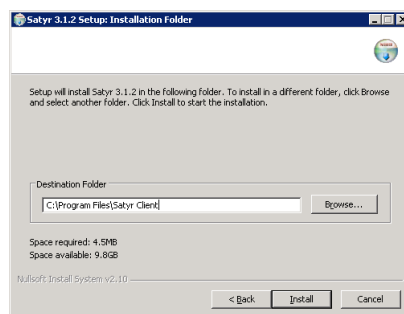 Satyr 3.1.2 Setup: Installation Folder
Setup will install Satyr 3.1.2 in the following folder. To install in a different folder, click Browse
and select another folder. Click Install to start the installation.
Destination Folder
C:\Program Files\Satyr Client
Browse...
Space required: 4.5MB
Space available: 9.8GB
Nullsoft Install System v2.10
< Back
Install
Cancel